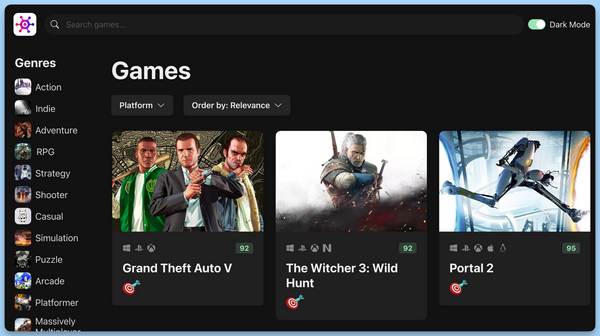 Search games...
Dark Mode
Genres
Action
Indie
Adventure
RPG
Strategy
Shooter
Casual
Simulation
Puzzle
Arcade
Platformer
Massively
Multiplayer
Games
Platform
Order by: Relevance
92
Grand Theft Auto V
92
The Witcher 3: Wild
Hunt
95
Portal 2